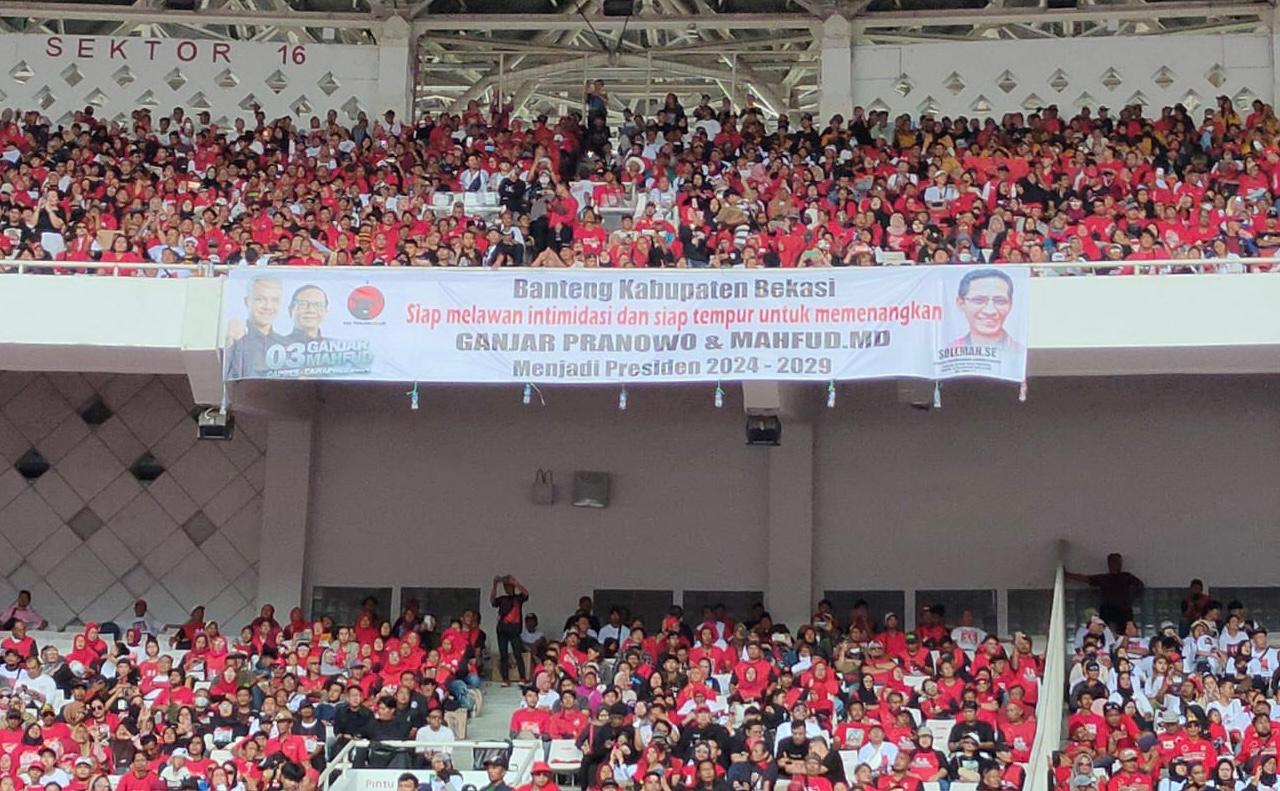 SEKTOR 16
Banteng Kabupaten Bekasi
Siap melawan intimidasi dan siap tempur untuk memenangkan
GANJAR PRANOWO & MAHFUD.MD
Menjadi Presiden 2024 - 2029
03 GANJAR
MAHFUD
SOLEMAN.SE
Pintu